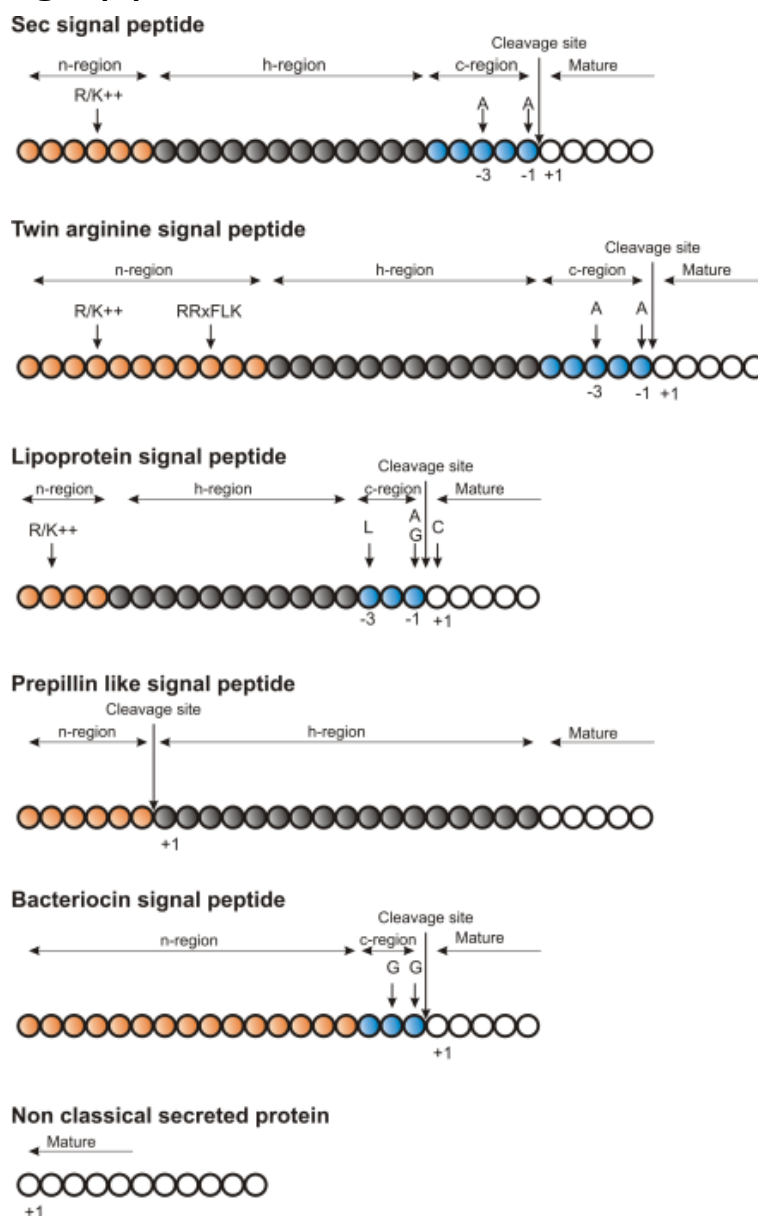 Sec signal peptide
Cleavage site
n-region h-region c-region Mature
R/K++ A A
-3 -1 +1
Twin arginine signal peptide
Cleavage site
n-region h-region c-region Mature
R/K++ RRxFLK A A
-3 -1 +1
Lipoprotein signal peptide
Cleavage site
n-region h-region c-region Mature
R/K++ L A G C
-3 -1 +1
Prepillin like signal peptide
Cleavage site
n-region h-region Mature
+1
Bacteriocin signal peptide
Cleavage site
n-region c-region Mature
G G
+1
Non classical secreted protein
Mature
+1